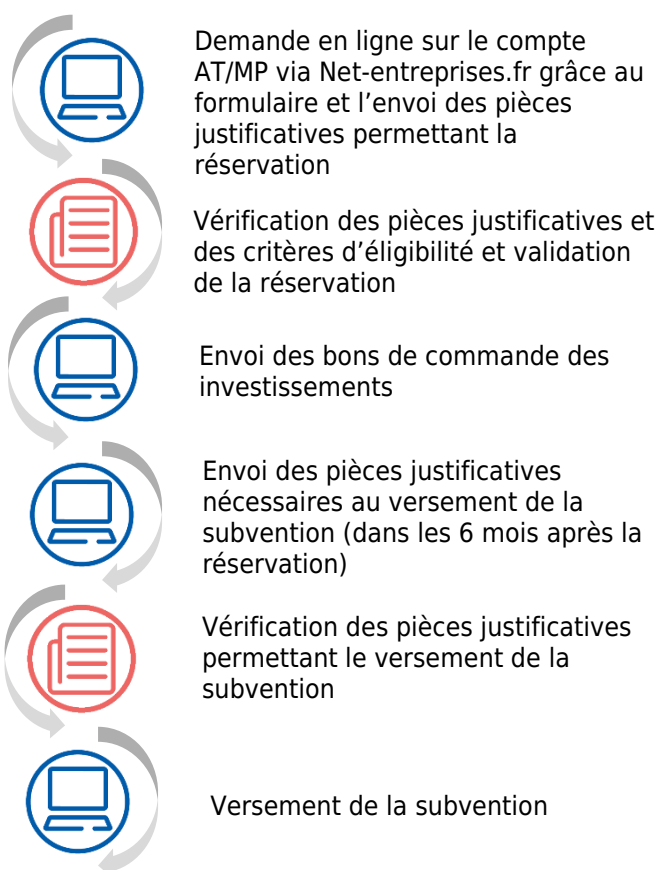 Demande en ligne sur le compte
AT/MP via Net-entreprises.fr grâce au
formulaire et l’envoi des pièces
justificatives permettant la
réservation
Vérification des pièces justificatives et
des critères d’éligibilité et validation
de la réservation
Envoi des bons de commande des
investissements
Envoi des pièces justificatives
nécessaires au versement de la
subvention (dans les 6 mois après la
réservation)
Vérification des pièces justificatives
permettant le versement de la
subvention
Versement de la subvention